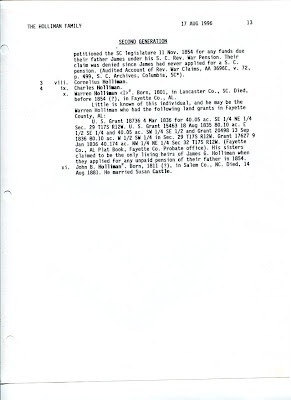 THE HOLLIMAN FAMILY 17 AUG 1996 13
SECOND GENERATION
petitioned the SC legislature 11 Nov. 1854 for any funds due
their father James under his S. C. Rev. War Pension. Their
claim was denied since James had never applied for a S. C.
pension. (Audited Account of Rev. War Claims, AA 3696C, v. 72,
p. 499, S. C. Archives, Columbia, SC*).
3 viii. Cornelius Holliman.
4 ix. Charles Holliman.
x. Warren Holliman Born, 1801, in Lancaster Co., SC. Died,
before 1854 (?), in Fayette Co., AL.
Little is known of this individual, and he may be the
Warren Holliman who had the following land grants in Fayette
County, AL:
U. S. Grant 18736 4 Mar 1836 for 40.05 ac. SE 1/4 NE 1/4
Sec. 29 T17S R12W. U. S. Grant 15463 18 Aug 1835 80.10 ac. E
1/2 SE 1/4 and 40.05 ac. SW 1/4 SE 1/2 and Grant 20498 13 Sep
1836 80.10 ac. W 1/2 SW 1/4 in Sec. 29 T17S R12W. Grant 17627 9
Jan 1836 40.174 ac. NW 1/4 NE 1/4 Sec 32 T17S R12W. (Fayette
Co., AL Plat Book, Fayette Co. Probate office). His sisters
claimed to be the only living heirs of James G. Holliman when
they applied for any unpaid pension of their father in 1854.
xi. John B. Holliman Born, 1811 (?), in Salem Co., NC. Died, 14
Aug 1881. He married Susan Castle.